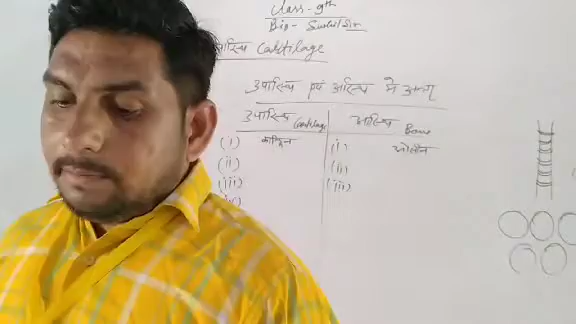 Class - 9th
Bio - Sushil Sir
उपास्थि Cartilage
उपास्थि एवं अस्थि में अन्तर
उपास्थि Cartilage
अस्थि Bone
(i) कान्ड्रिन
(ii)
(iii)
(i) ओसीन
(ii)
(iii)